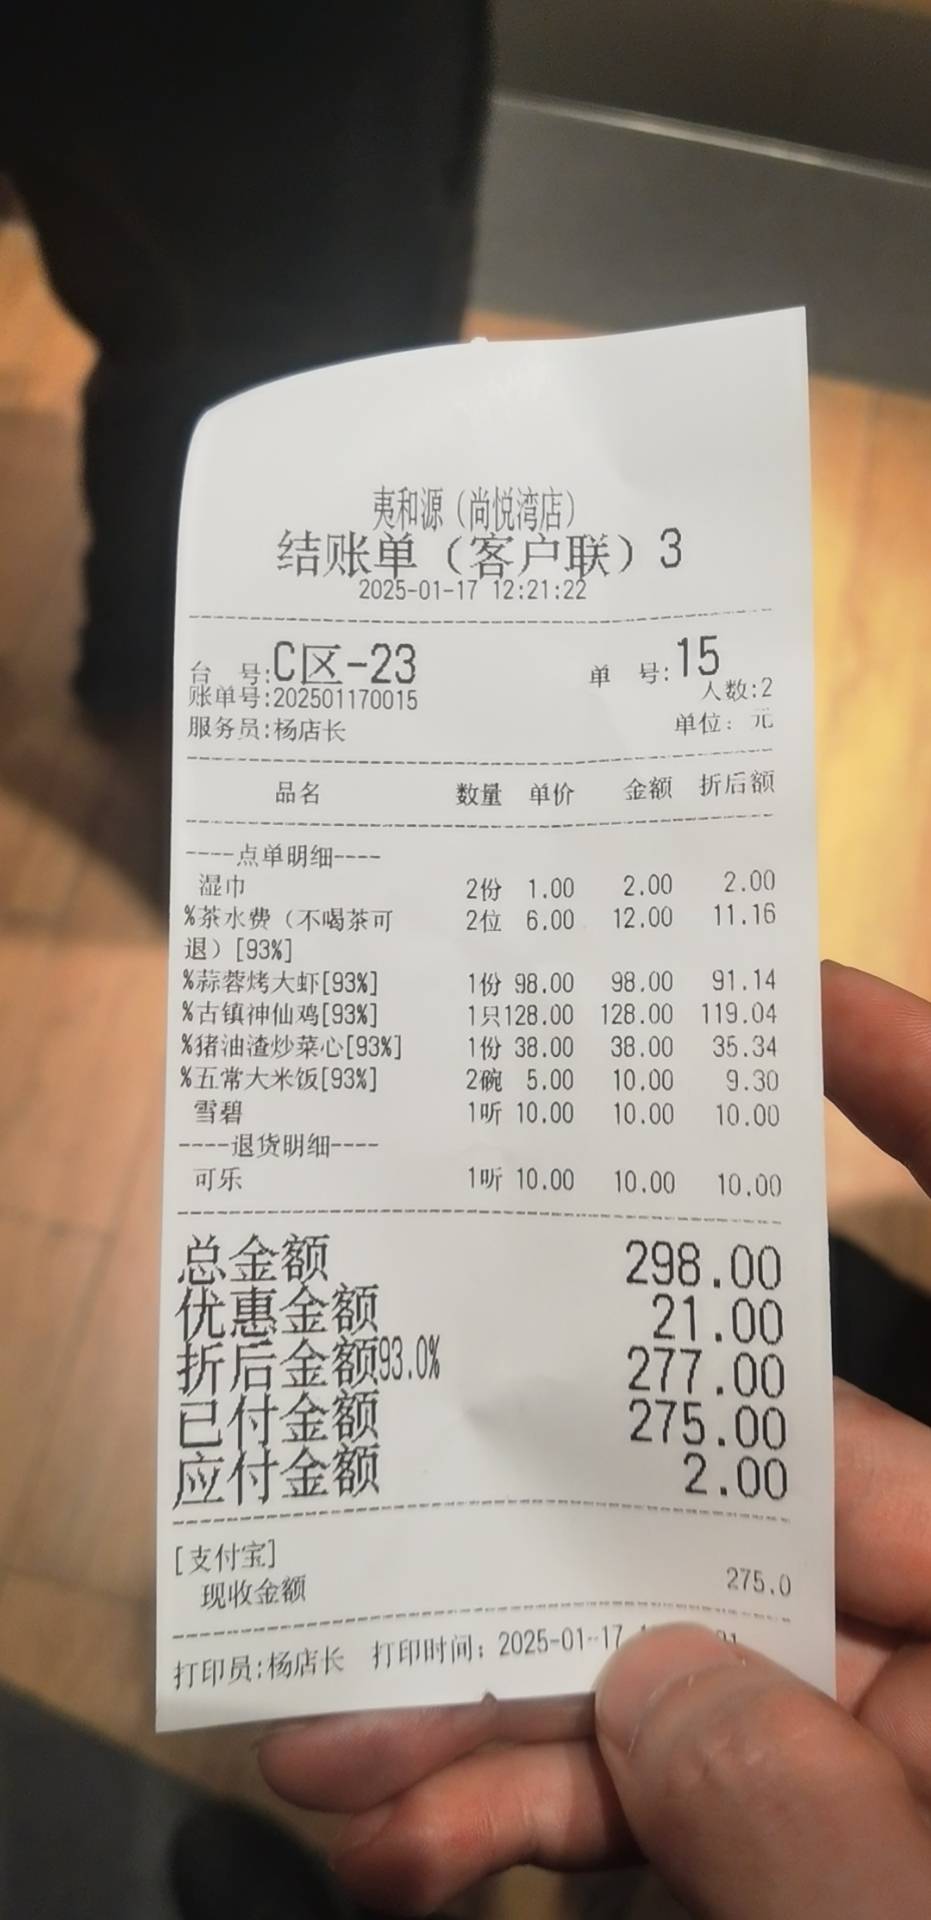 夷和源（尚悦湾店）
结账单（客户联）3
2025-01-17 12:21:22
台 号:C区-23 单 号:15
账单号:202501170015 人数:2
服务员:杨店长 单位: 元
品名 数量 单价 金额 折后额
----点单明细----
湿巾 2份 1.00 2.00 2.00
%茶水费（不喝茶可 2位 6.00 12.00 11.16
退）[93%]
%蒜蓉烤大虾[93%] 1份 98.00 98.00 91.14
%古镇神仙鸡[93%] 1只128.00 128.00 119.04
%猪油渣炒菜心[93%] 1份 38.00 38.00 35.34
%五常大米饭[93%] 2碗 5.00 10.00 9.30
雪碧 1听 10.00 10.00 10.00
----退货明细----
可乐 1听 10.00 10.00 10.00
总金额 298.00
优惠金额 21.00
折后金额93.0% 277.00
已付金额 275.00
应付金额 2.00
[支付宝]
现收金额 275.0
打印员:杨店长 打印时间: 2025-01-17